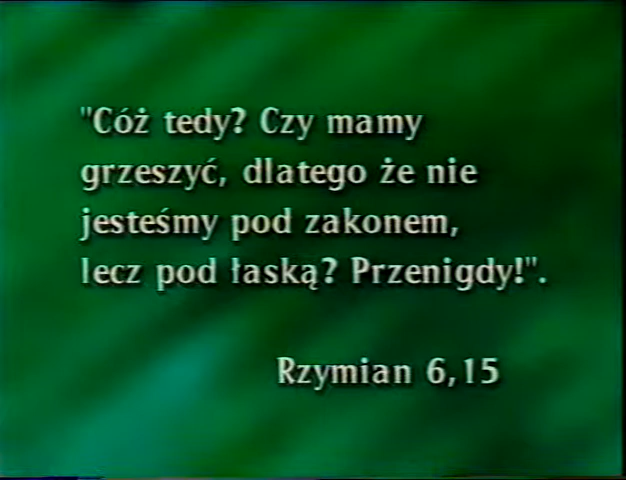 "Cóż tedy? Czy mamy
grzeszyć, dlatego że nie
jesteśmy pod zakonem,
lecz pod łaską? Przenigdy!".
Rzymian 6,15